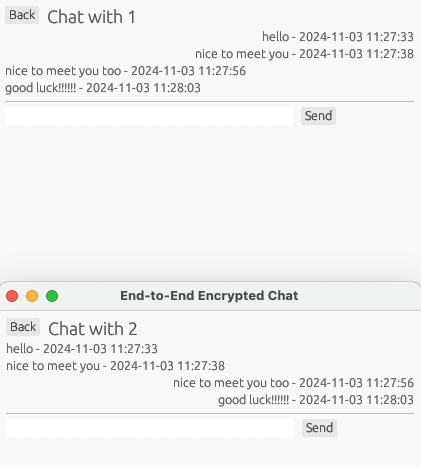 Back Chat with 1
hello - 2024-11-03 11:27:33
nice to meet you - 2024-11-03 11:27:38
nice to meet you too - 2024-11-03 11:27:56
good luck!!!!!! - 2024-11-03 11:28:03
Send
End-to-End Encrypted Chat
Back Chat with 2
hello - 2024-11-03 11:27:33
nice to meet you - 2024-11-03 11:27:38
nice to meet you too - 2024-11-03 11:27:56
good luck!!!!!! - 2024-11-03 11:28:03
Send